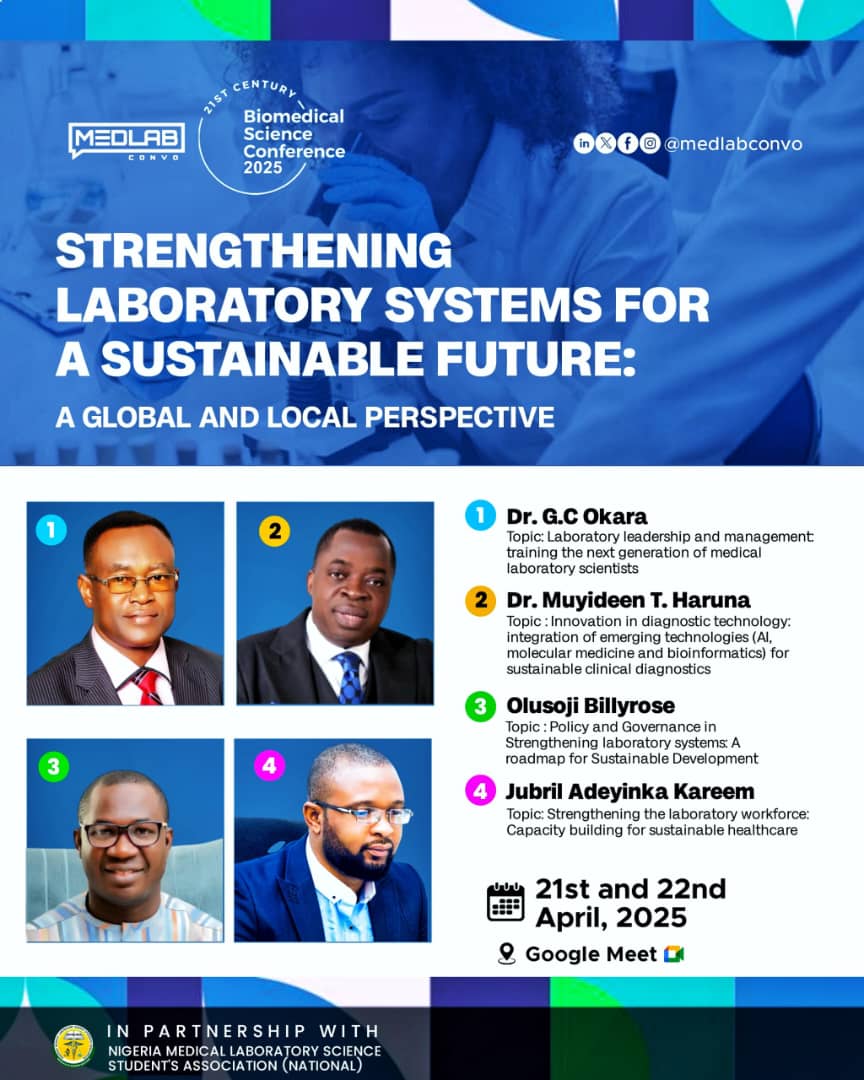 MEDLAB
CONVO
21ST CENTURY
Biomedical
Science
Conference
2025
@medlabconvo
STRENGTHENING
LABORATORY SYSTEMS FOR
A SUSTAINABLE FUTURE:
A GLOBAL AND LOCAL PERSPECTIVE
1
2
3
4
1 Dr. G.C Okara
Topic: Laboratory leadership and management:
training the next generation of medical
laboratory scientists
2 Dr. Muyideen T. Haruna
Topic : Innovation in diagnostic technology:
integration of emerging technologies (AI,
molecular medicine and bioinformatics) for
sustainable clinical diagnostics
3 Olusoji Billyrose
Topic : Policy and Governance in
Strengthening laboratory systems: A
roadmap for Sustainable Development
4 Jubril Adeyinka Kareem
Topic: Strengthening the laboratory workforce:
Capacity building for sustainable healthcare
21st and 22nd
April, 2025
Google Meet
IN PARTNERSHIP WITH
NIGERIA MEDICAL LABORATORY SCIENCE
STUDENT'S ASSOCIATION (NATIONAL)